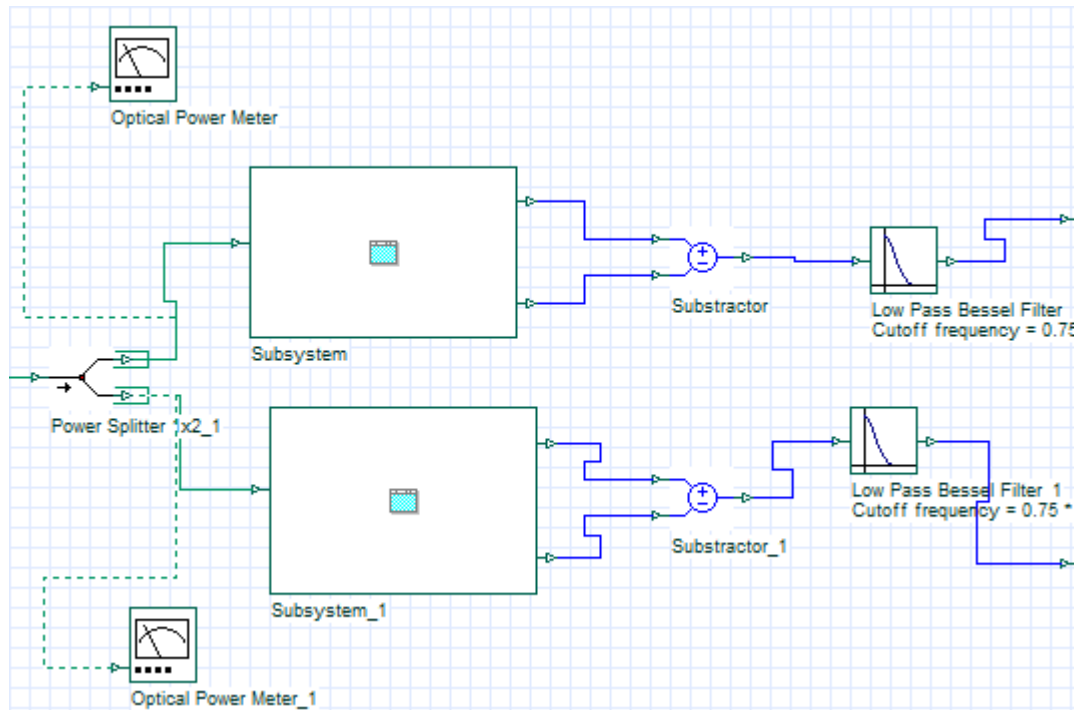 Optical Power Meter
Substractor
Low Pass Bessel Filter
Cutoff frequency = 0.75
Subsystem
Power Splitter 1x2_1
Low Pass Bessel Filter_1
Cutoff frequency = 0.75 *
Substractor_1
Subsystem_1
Optical Power Meter_1